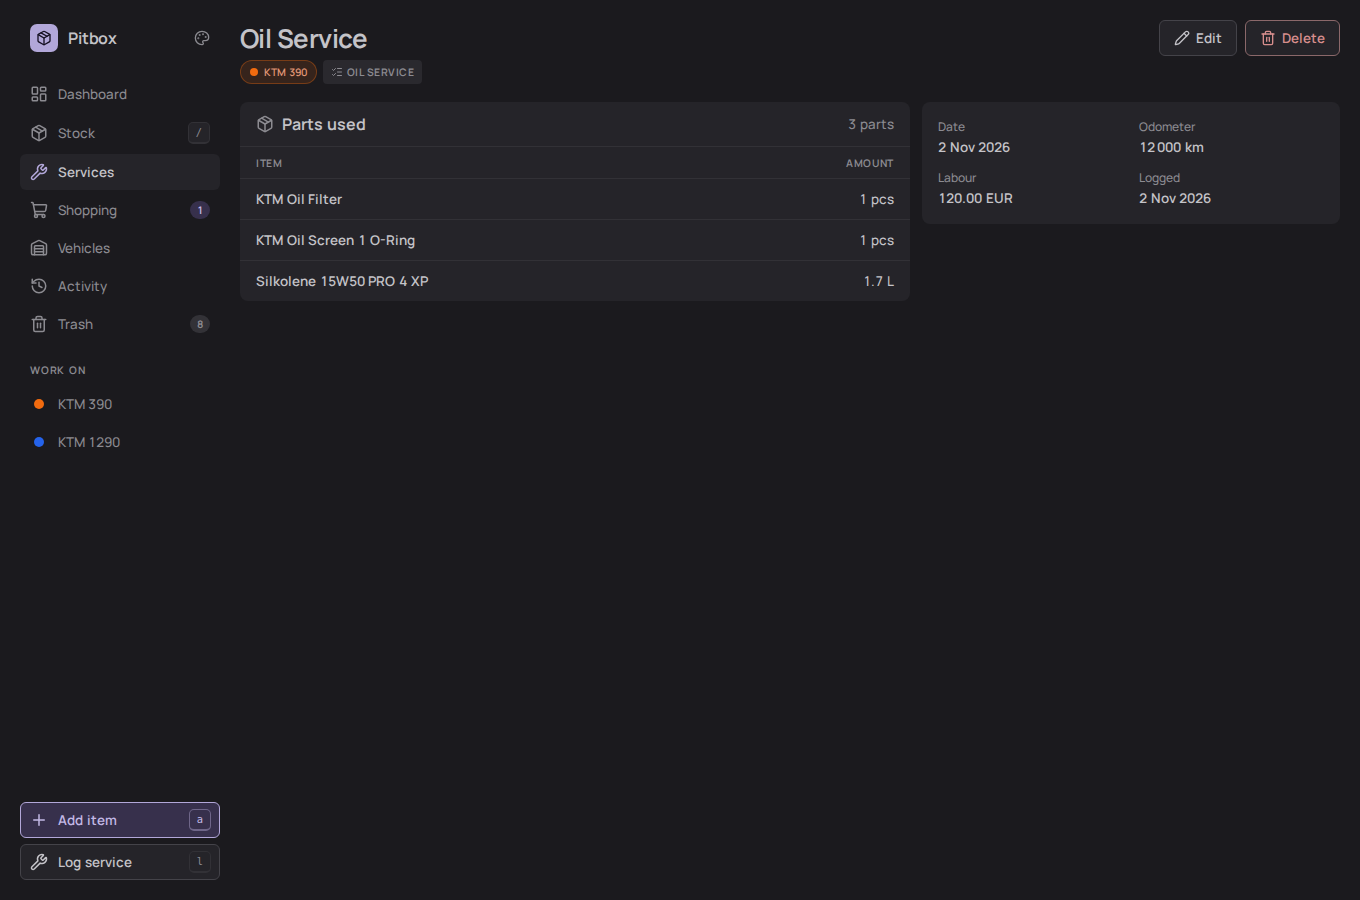 Pitbox
Dashboard
Stock /
Services
Shopping 1
Vehicles
Activity
Trash 8
WORK ON
KTM 390
KTM 1290
Add item a
Log service l
Oil Service
KTM 390 OIL SERVICE
Edit Delete
Parts used 3 parts
ITEM AMOUNT
KTM Oil Filter 1 pcs
KTM Oil Screen 1 O-Ring 1 pcs
Silkolene 15W50 PRO 4 XP 1.7 L
Date Odometer
2 Nov 2026 12 000 km
Labour Logged
120.00 EUR 2 Nov 2026